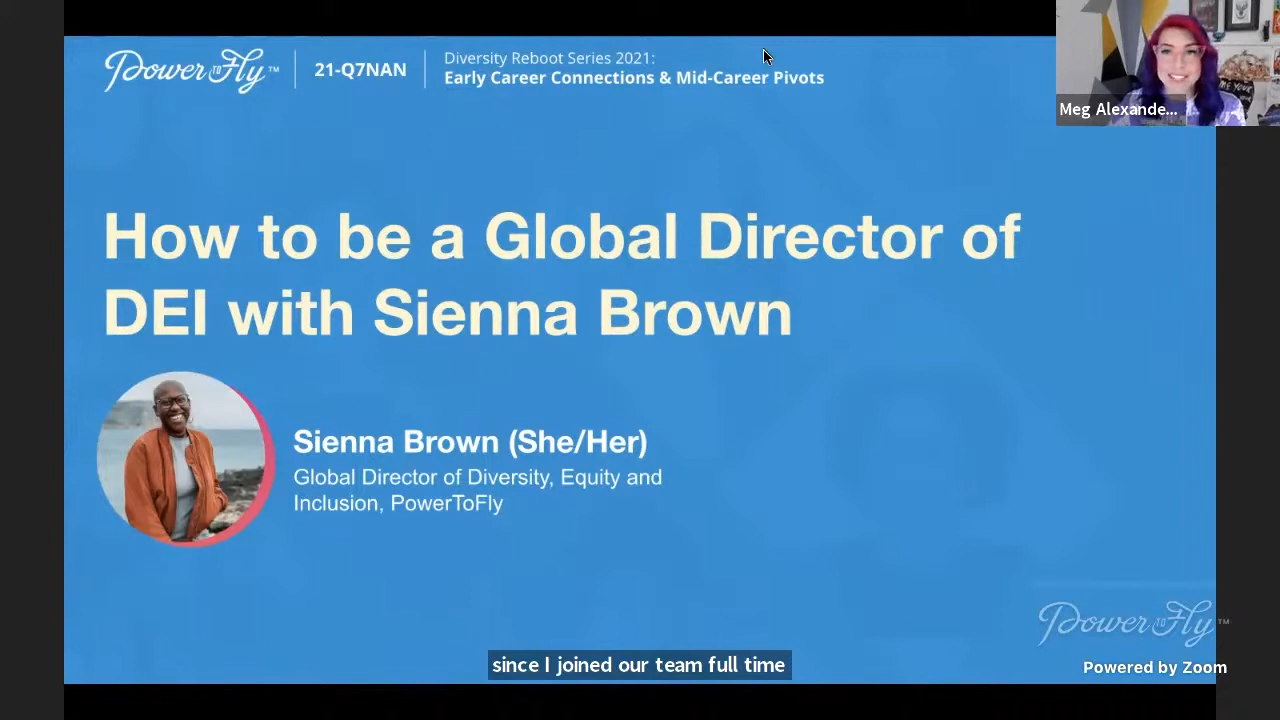 PowerToFly™
21-Q7NAN
Diversity Reboot Series 2021:
Early Career Connections & Mid-Career Pivots
Meg Alexande...
How to be a Global Director of
DEI with Sienna Brown
Sienna Brown (She/Her)
Global Director of Diversity, Equity and
Inclusion, PowerToFly
PowerToFly™
since I joined our team full time
Powered by Zoom